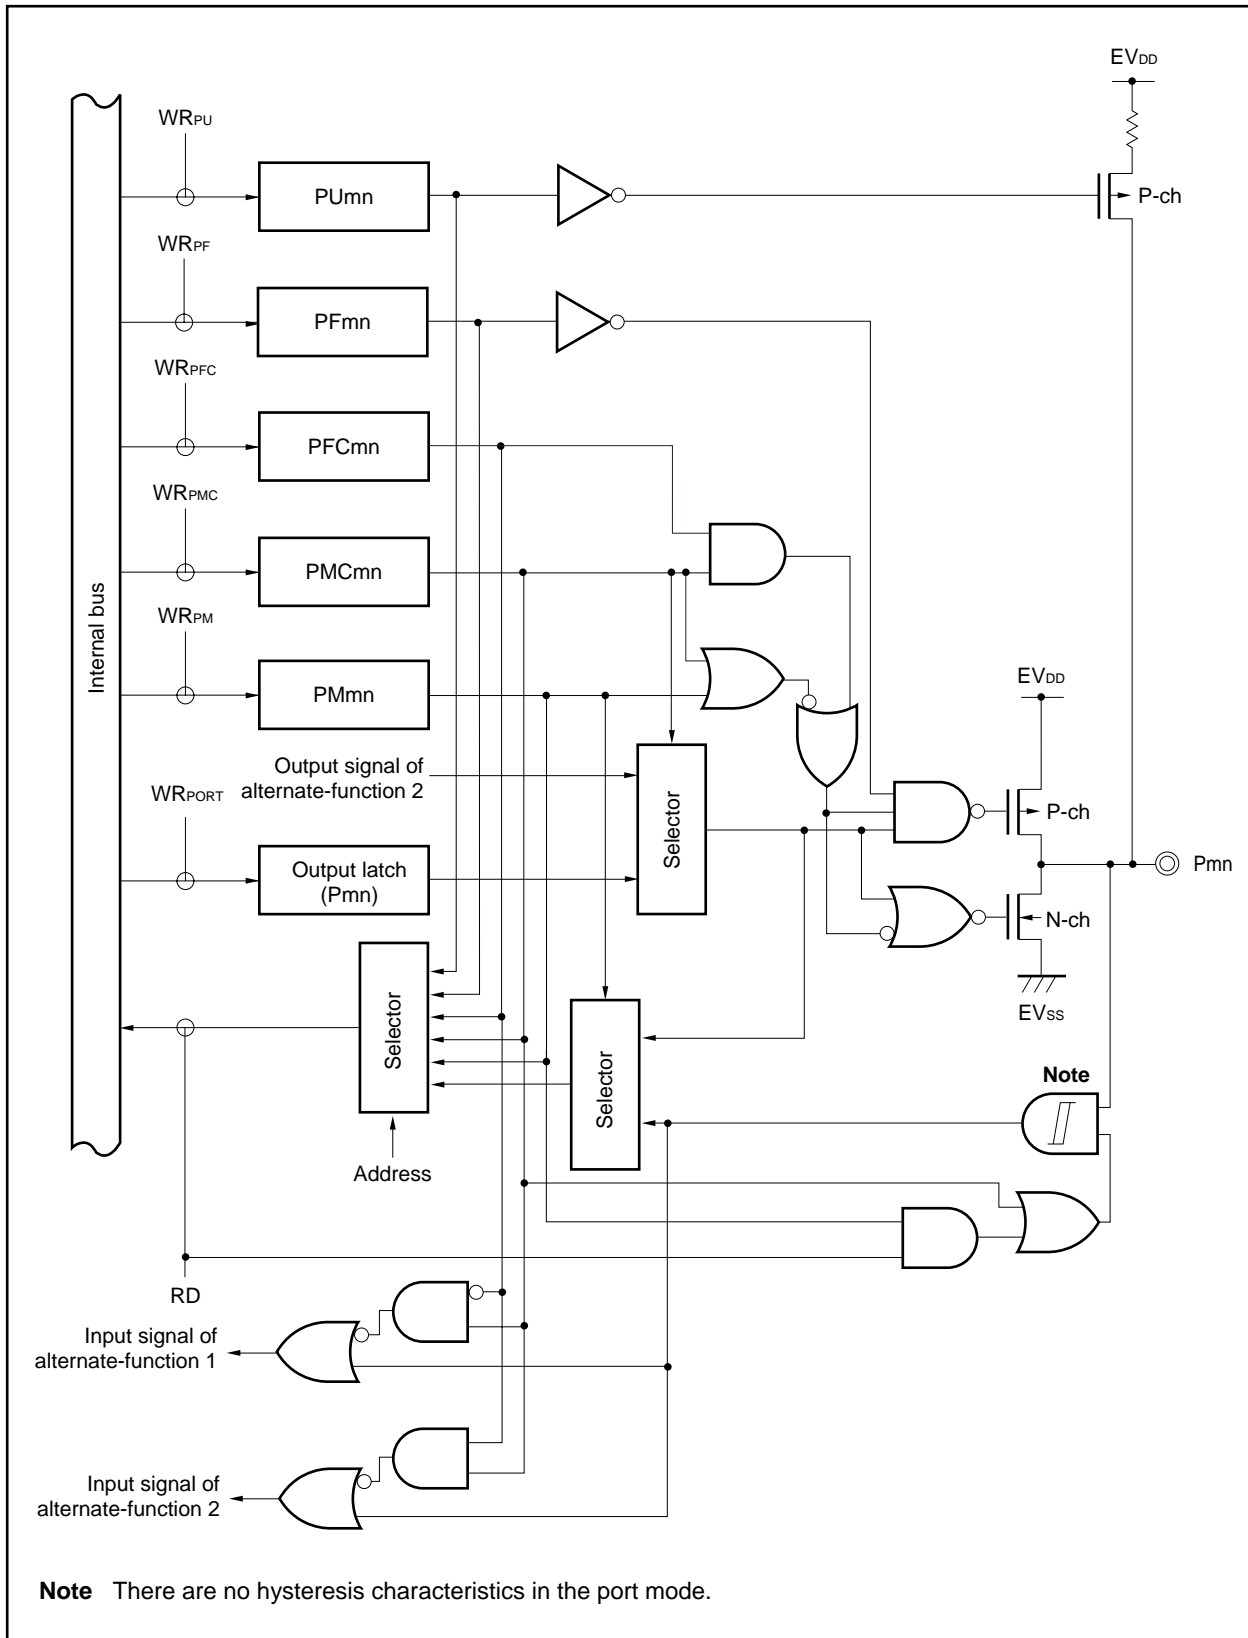 EVDD
WRPU
PUmn
P-ch
WRPF
PFmn
WRPFC
PFCmn
WRPMC
PMCmn
WRPM
PMmn
Internal bus
EVDD
Output signal of
alternate-function 2
WRPORT
Output latch
(Pmn)
Selector
P-ch
Pmn
N-ch
EVSS
Selector
Selector
Note
Address
RD
Input signal of
alternate-function 1
Input signal of
alternate-function 2
Note There are no hysteresis characteristics in the port mode.